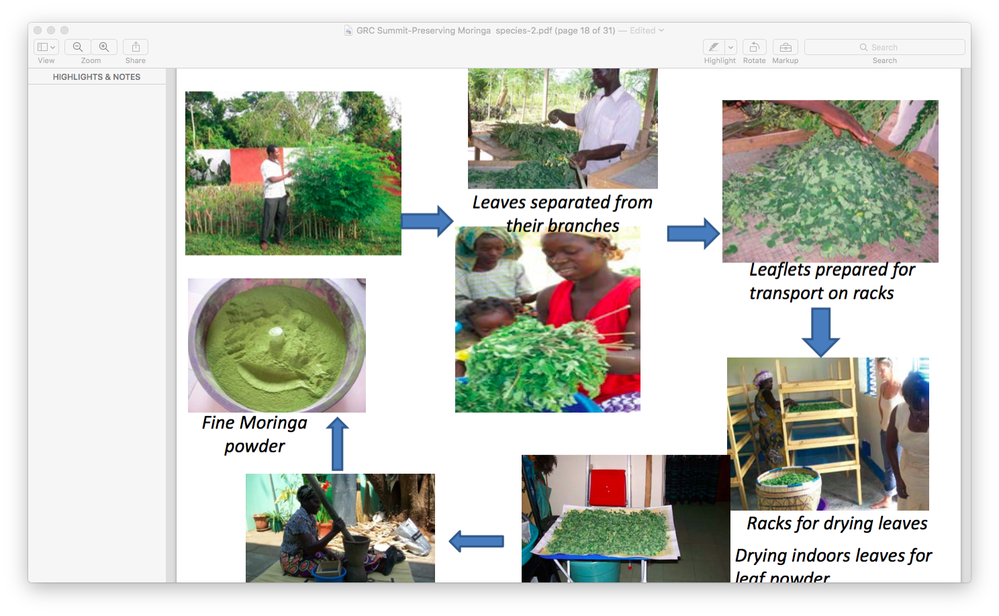 GRC Summit-Preserving Moringa species-2.pdf (page 18 of 31) — Edited
View
Zoom
Share
Highlight
Rotate
Markup
Search
Search
HIGHLIGHTS & NOTES
Leaves separated from
their branches
Leaflets prepared for
transport on racks
Fine Moringa
powder
Racks for drying leaves
Drying indoors leaves for
leaf powder